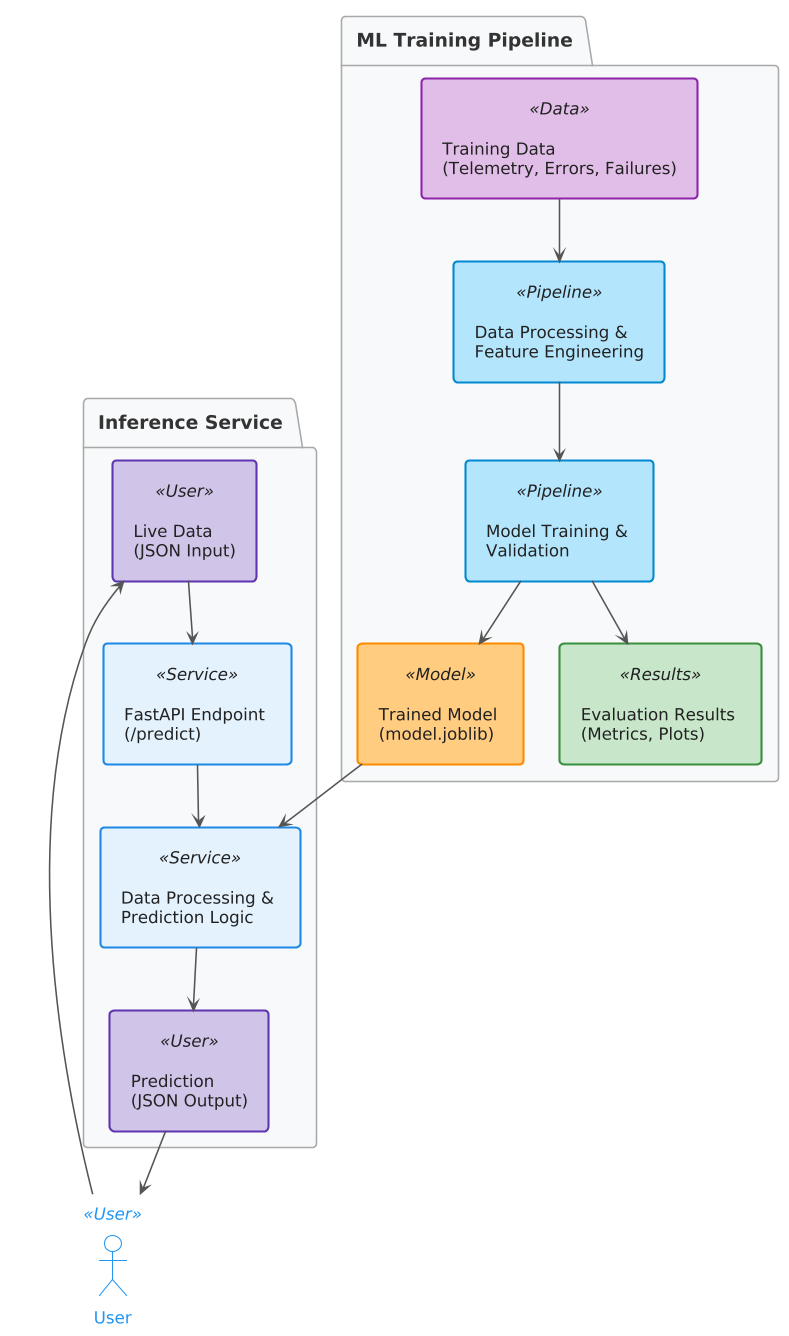 ML Training Pipeline
«Data»
Training Data
(Telemetry, Errors, Failures)
«Pipeline»
Data Processing &
Feature Engineering
«Pipeline»
Model Training &
Validation
«Model»
Trained Model
(model.joblib)
«Results»
Evaluation Results
(Metrics, Plots)
Inference Service
«User»
Live Data
(JSON Input)
«Service»
FastAPI Endpoint
(/predict)
«Service»
Data Processing &
Prediction Logic
«User»
Prediction
(JSON Output)
«User»
User